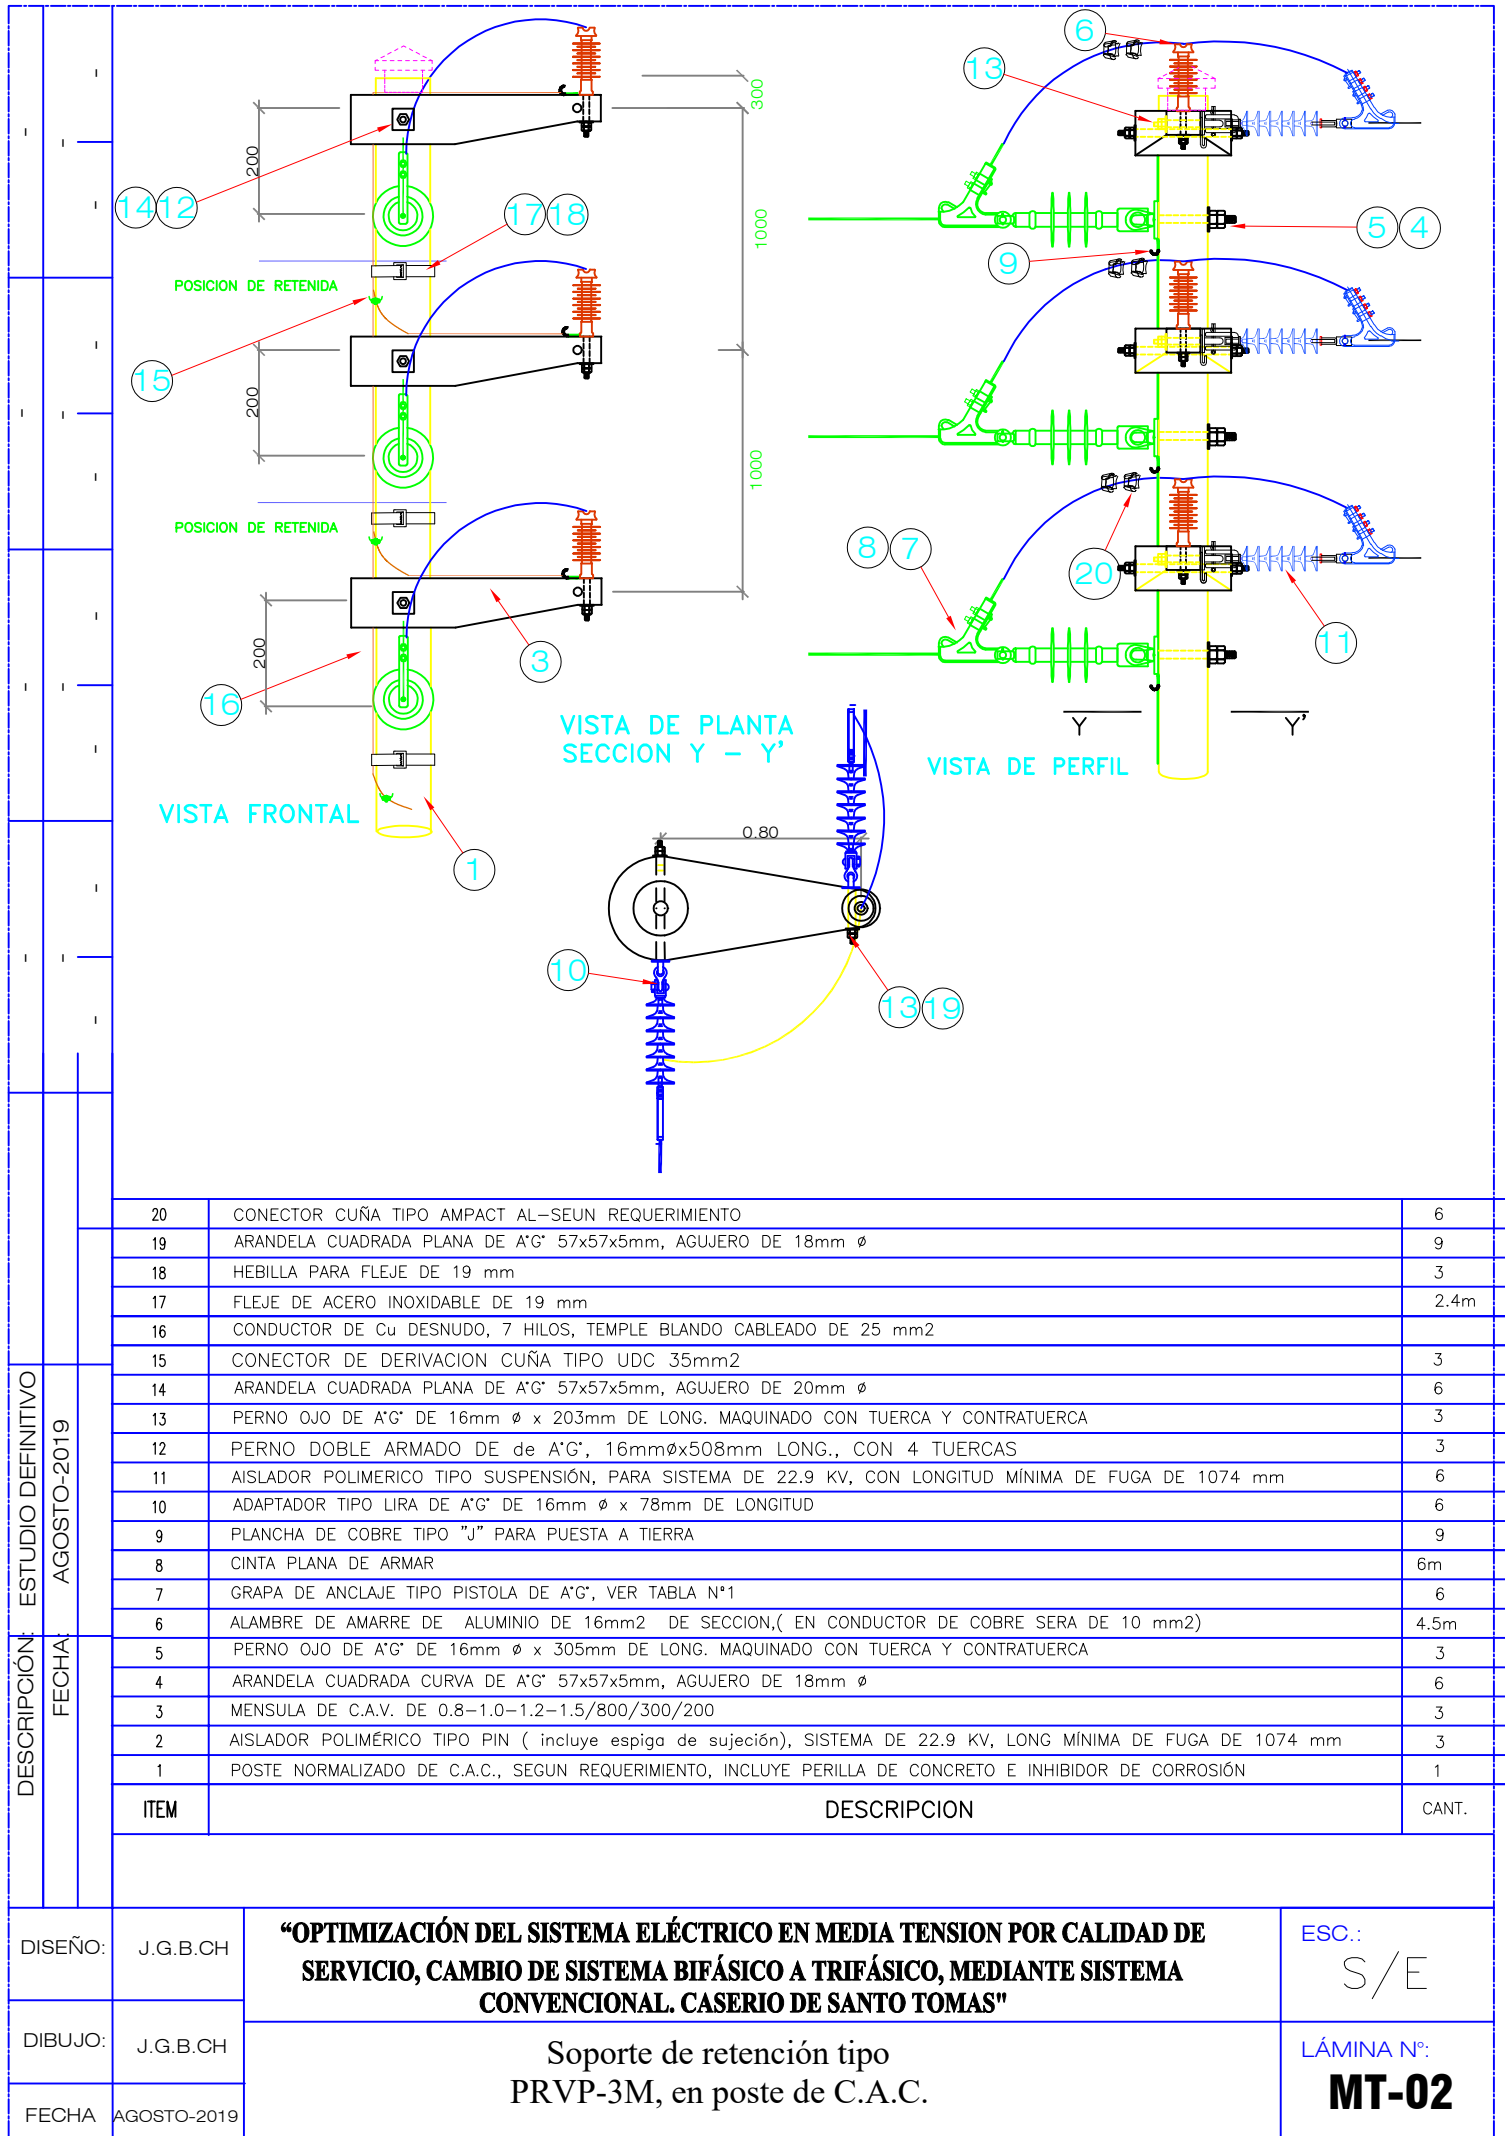 6
13
300
200
14 12
17 18
1000
5 4
9
POSICION DE RETENIDA
15
200
1000
POSICION DE RETENIDA
8 7
20
200
3
11
16
VISTA DE PLANTA
SECCION Y – Y'
Y Y'
VISTA DE PERFIL
VISTA FRONTAL
0.80
1
10
13 19
20 CONECTOR CUÑA TIPO AMPACT AL–SEUN REQUERIMIENTO 6
19 ARANDELA CUADRADA PLANA DE A°G° 57x57x5mm, AGUJERO DE 18mm ø 9
18 HEBILLA PARA FLEJE DE 19 mm 3
17 FLEJE DE ACERO INOXIDABLE DE 19 mm 2.4m
16 CONDUCTOR DE Cu DESNUDO, 7 HILOS, TEMPLE BLANDO CABLEADO DE 25 mm2
15 CONECTOR DE DERIVACION CUÑA TIPO UDC 35mm2 3
14 ARANDELA CUADRADA PLANA DE A°G° 57x57x5mm, AGUJERO DE 20mm ø 6
13 PERNO OJO DE A°G° DE 16mm ø x 203mm DE LONG. MAQUINADO CON TUERCA Y CONTRATUERCA 3
12 PERNO DOBLE ARMADO DE de A°G°, 16mmøx508mm LONG., CON 4 TUERCAS 3
11 AISLADOR POLIMERICO TIPO SUSPENSIÓN, PARA SISTEMA DE 22.9 KV, CON LONGITUD MÍNIMA DE FUGA DE 1074 mm 6
10 ADAPTADOR TIPO LIRA DE A°G° DE 16mm ø x 78mm DE LONGITUD 6
9 PLANCHA DE COBRE TIPO "J" PARA PUESTA A TIERRA 9
8 CINTA PLANA DE ARMAR 6m
7 GRAPA DE ANCLAJE TIPO PISTOLA DE A°G°, VER TABLA N°1 6
6 ALAMBRE DE AMARRE DE ALUMINIO DE 16mm2 DE SECCION,( EN CONDUCTOR DE COBRE SERA DE 10 mm2) 4.5m
5 PERNO OJO DE A°G° DE 16mm ø x 305mm DE LONG. MAQUINADO CON TUERCA Y CONTRATUERCA 3
4 ARANDELA CUADRADA CURVA DE A°G° 57x57x5mm, AGUJERO DE 18mm ø 6
3 MENSULA DE C.A.V. DE 0.8–1.0–1.2–1.5/800/300/200 3
2 AISLADOR POLIMÉRICO TIPO PIN ( incluye espiga de sujeción), SISTEMA DE 22.9 KV, LONG MÍNIMA DE FUGA DE 1074 mm 3
1 POSTE NORMALIZADO DE C.A.C., SEGUN REQUERIMIENTO, INCLUYE PERILLA DE CONCRETO E INHIBIDOR DE CORROSIÓN 1
ITEM DESCRIPCION CANT.
DESCRIPCIÓN: ESTUDIO DEFINITIVO
FECHA: AGOSTO-2019
DISEÑO: J.G.B.CH
DIBUJO: J.G.B.CH
FECHA AGOSTO-2019
“OPTIMIZACIÓN DEL SISTEMA ELÉCTRICO EN MEDIA TENSION POR CALIDAD DE
SERVICIO, CAMBIO DE SISTEMA BIFÁSICO A TRIFÁSICO, MEDIANTE SISTEMA
CONVENCIONAL. CASERIO DE SANTO TOMAS"
Soporte de retención tipo
PRVP-3M, en poste de C.A.C.
ESC.:
S/E
LÁMINA N°:
MT-02